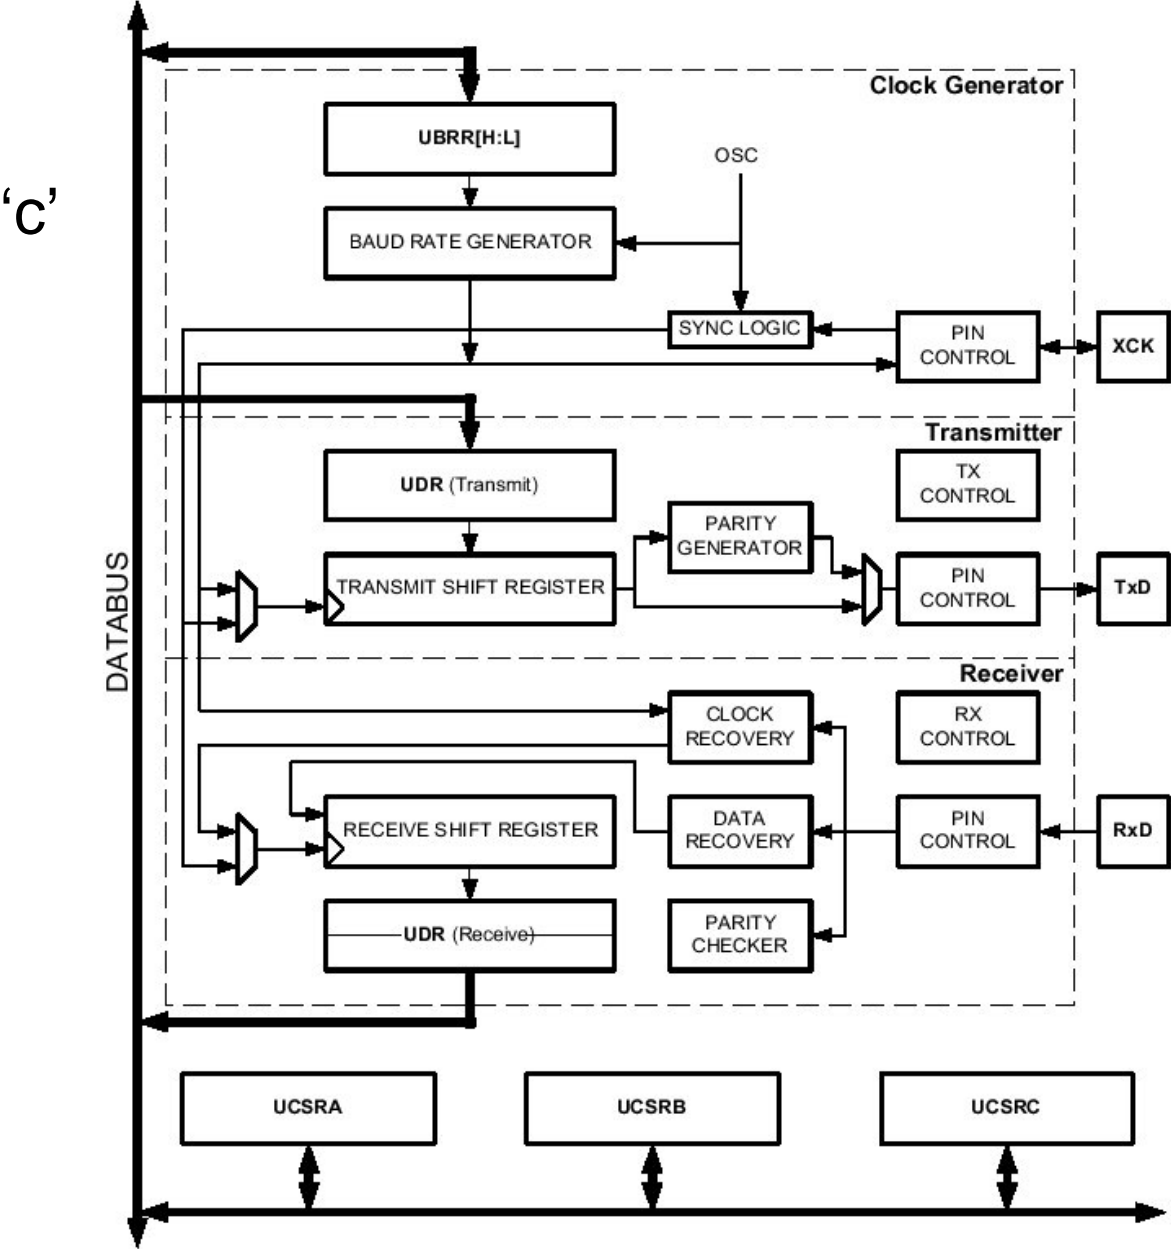 Clock Generator
UBRR[H:L]
OSC
‘c’
BAUD RATE GENERATOR
SYNC LOGIC
PIN
CONTROL
XCK
Transmitter
UDR (Transmit)
TX
CONTROL
PARITY
GENERATOR
TRANSMIT SHIFT REGISTER
PIN
CONTROL
TxD
DATABUS
Receiver
CLOCK
RECOVERY
RX
CONTROL
RECEIVE SHIFT REGISTER
DATA
RECOVERY
PIN
CONTROL
RxD
UDR (Receive)
PARITY
CHECKER
UCSRA
UCSRB
UCSRC